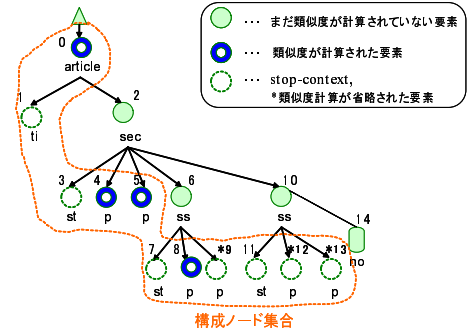 … まだ類似度が計算されていない要素
… 類似度が計算された要素
… stop-context,
*類似度計算が省略された要素
0
article
1
2
ti
sec
3
4
5
6
10
st
p
p
ss
ss
14
7
8
*9
11
*12
*13
no
st
p
p
st
p
p
構成ノード集合